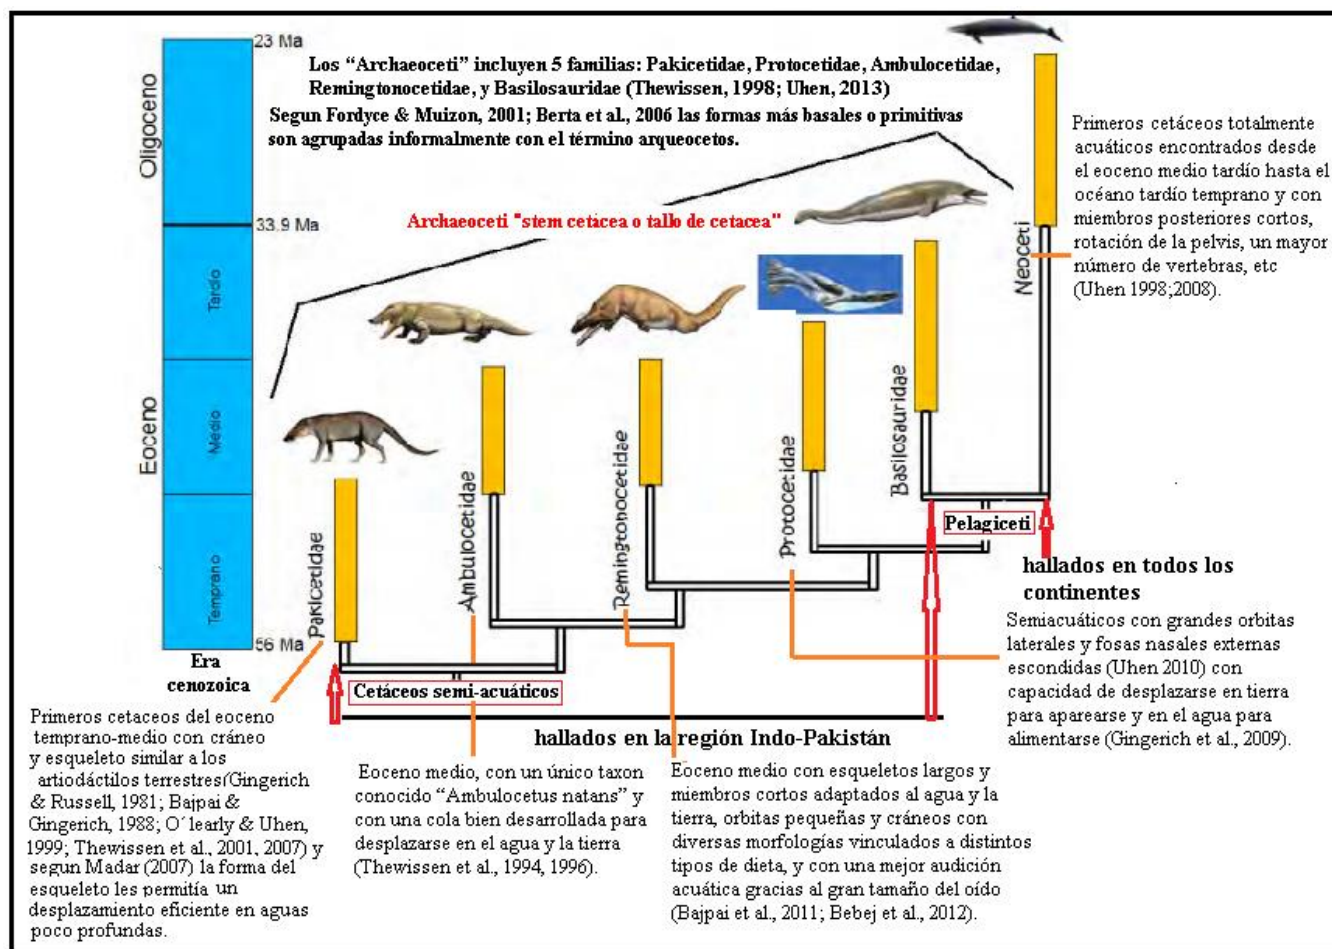 Los “Archaeoceti” incluyen 5 familias: Pakicetidae, Protocetidae, Ambulocetidae,
Remingtonocetidae, y Basilosauridae (Thewissen, 1998; Uhen, 2013)
Segun Fordyce & Muizon, 2001; Berta et al., 2006 las formas más basales o primitivas
son agrupadas informalmente con el término arqueocetos.
Archaeoceti "stem cetácea o tallo de cetacea"
23 Ma
Oligoceno
33.9 Ma
Eoceno
Tardío
Medio
Temprano
56 Ma
Era
cenozoica
Pakicetidae
Ambulocetidae
Remingtonocetidae
Protocetidae
Basilosauridae
Neoceti
Primeros cetáceos totalmente
acuáticos encontrados desde
el eoceno medio tardío hasta el
océano tardío temprano y con
miembros posteriores cortos,
rotación de la pelvis, un mayor
número de vertebras, etc
(Uhen 1998;2008).
Pelagiceti
hallados en todos los
continentes
Semiacuáticos con grandes orbitas
laterales y fosas nasales externas
escondidas (Uhen 2010) con
capacidad de desplazarse en tierra
para aparearse y en el agua para
alimentarse (Gingerich et al., 2009).
Cetáceos semi-acuáticos
hallados en la región Indo-Pakistán
Primeros cetaceos del eoceno
temprano-medio con cráneo
y esqueleto similar a los
artiodáctilos terrestres(Gingerich
& Russell, 1981; Bajpai &
Gingerich, 1988; O´learly & Uhen,
1999; Thewissen et al., 2001, 2007) y
segun Madar (2007) la forma del
esqueleto les permitía un
desplazamiento eficiente en aguas
poco profundas.
Eoceno medio, con un único taxon
conocido “Ambulocetus natans” y
con una cola bien desarrollada para
desplazarse en el agua y la tierra
(Thewissen et al., 1994, 1996).
Eoceno medio con esqueletos largos y
miembros cortos adaptados al agua y la
tierra, orbitas pequeñas y cráneos con
diversas morfologías vinculados a distintos
tipos de dieta, y con una mejor audición
acuática gracias al gran tamaño del oído
(Bajpai et al., 2011; Bebej et al., 2012).